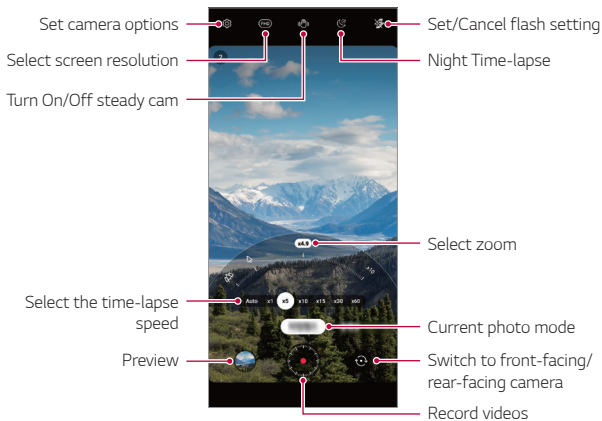 Set camera options
Select screen resolution
Turn On/Off steady cam
Set/Cancel flash setting
Night Time-lapse
FHD
x4.9
x10
Select zoom
Select the time-lapse
speed
Auto x1 x5 x10 x15 x30 x60
Current photo mode
Preview
Switch to front-facing/
rear-facing camera
Record videos